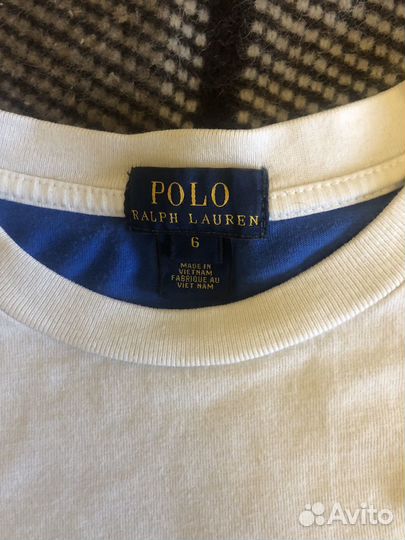 POLO
RALPH LAUREN
6
MADE IN
VIETNAM
FABRIQUE AU
VIET NAM
Avito